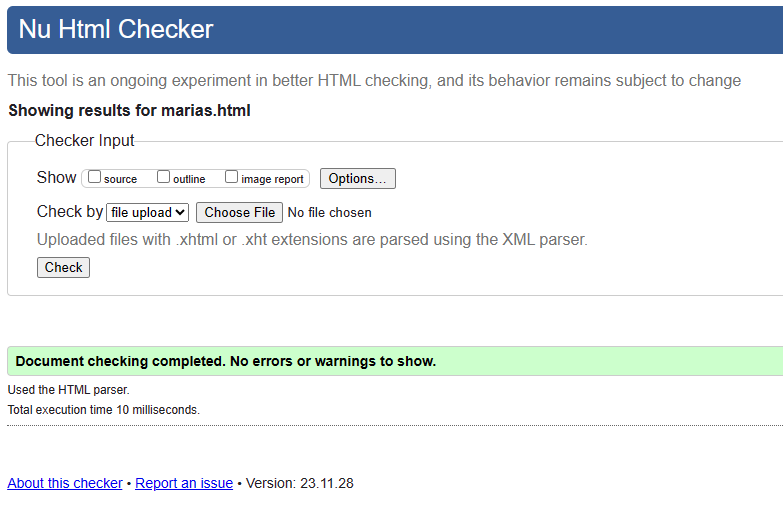 Nu Html Checker
This tool is an ongoing experiment in better HTML checking, and its behavior remains subject to change
Showing results for marias.html
Checker Input
Show source outline image report Options...
Check by file upload Choose File No file chosen
Uploaded files with .xhtml or .xht extensions are parsed using the XML parser.
Check
Document checking completed. No errors or warnings to show.
Used the HTML parser.
Total execution time 10 milliseconds.
About this checker • Report an issue • Version: 23.11.28